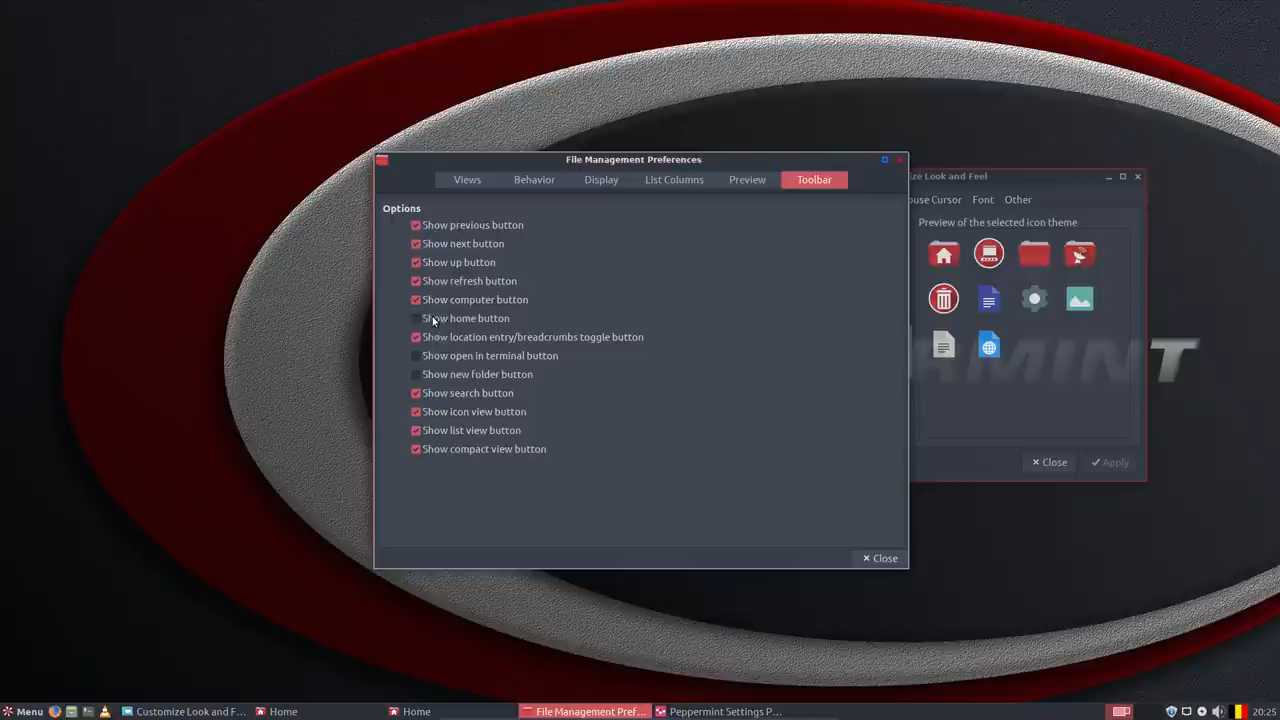 File Management Preferences
Views Behavior Display List Columns Preview Toolbar
Options
Show previous button
Show next button
Show up button
Show refresh button
Show computer button
Show home button
Show location entry/breadcrumbs toggle button
Show open in terminal button
Show new folder button
Show search button
Show icon view button
Show list view button
Show compact view button
Close
ize Look and Feel
ouse Cursor Font Other
Preview of the selected icon theme
AMINT
Close Apply
Menu Customize Look and F... Home Home File Management Pref... Peppermint Settings P... 20:25